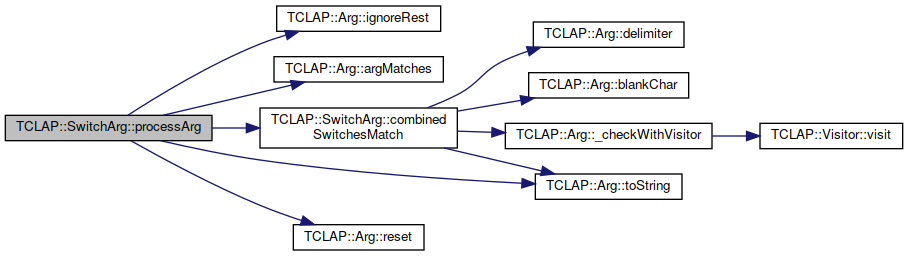 TCLAP::SwitchArg::processArg
TCLAP::Arg::ignoreRest
TCLAP::Arg::argMatches
TCLAP::SwitchArg::combined
SwitchesMatch
TCLAP::Arg::reset
TCLAP::Arg::delimiter
TCLAP::Arg::blankChar
TCLAP::Arg::_checkWithVisitor
TCLAP::Arg::toString
TCLAP::Visitor::visit